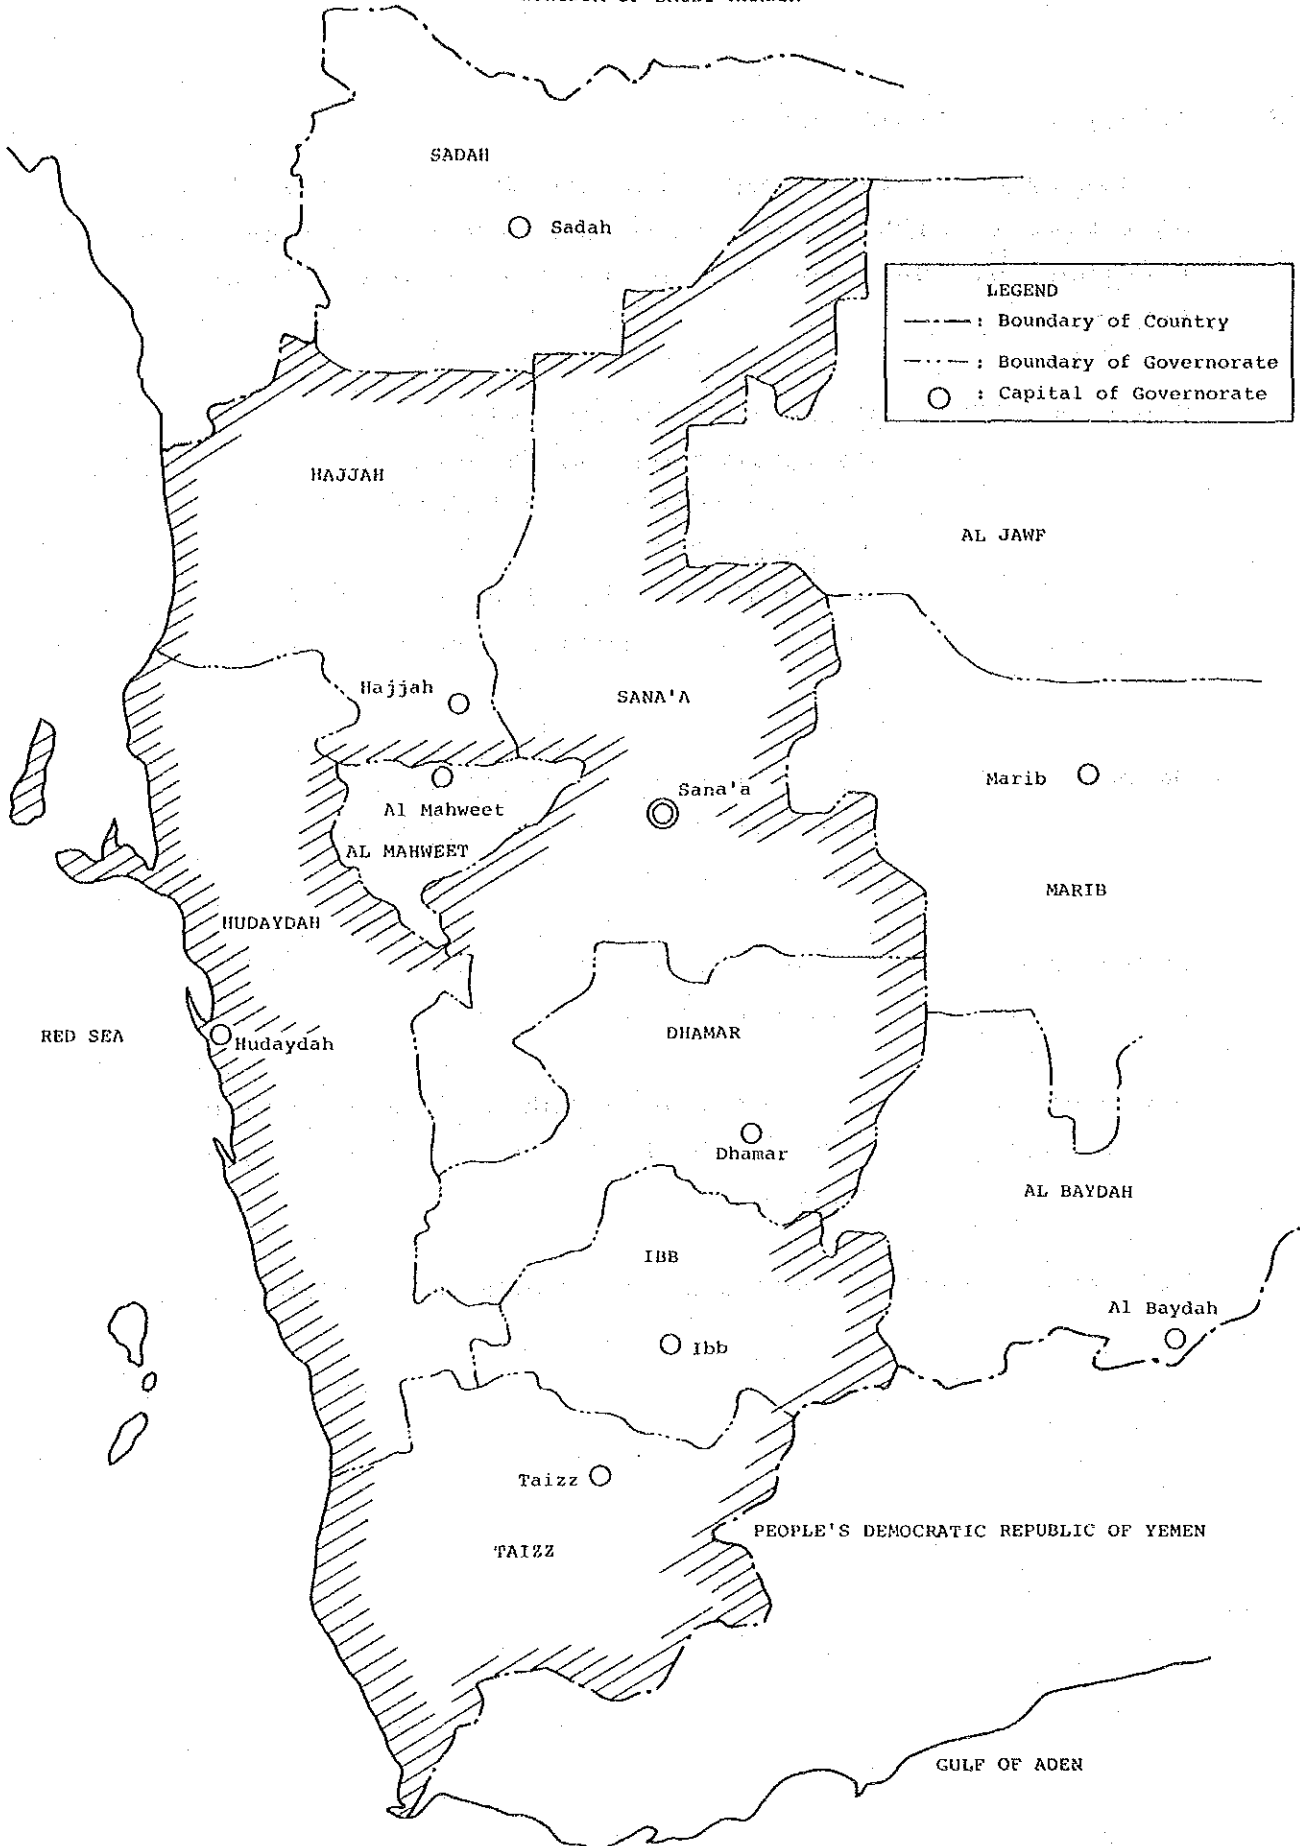 SADAH
Sadah
LEGEND
: Boundary of Country
: Boundary of Governorate
: Capital of Governorate
HAJJAH
AL JAWF
Hajjah
SANA'A
Marib
Sana'a
Al Mahweet
AL MAHWEET
MARIB
HUDAYDAH
RED SEA
Hudaydah
DHAMAR
Dhamar
AL BAYDAH
IBB
Al Baydah
Ibb
Taizz
PEOPLE'S DEMOCRATIC REPUBLIC OF YEMEN
TAIZZ
GULF OF ADEN